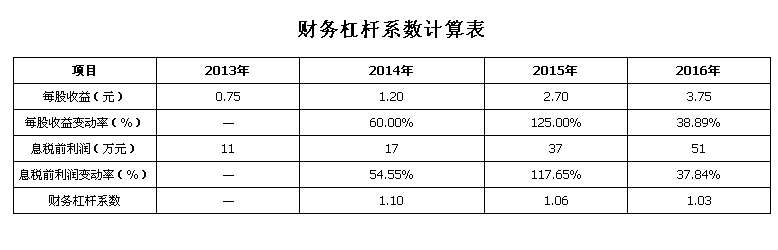 财务杠杆系数计算表
项目 2013年 2014年 2015年 2016年
每股收益(元) 0.75 1.20 2.70 3.75
每股收益变动率(%) — 60.00% 125.00% 38.89%
息税前利润(万元) 11 17 37 51
息税前利润变动率(%) — 54.55% 117.65% 37.84%
财务杠杆系数 — 1.10 1.06 1.03